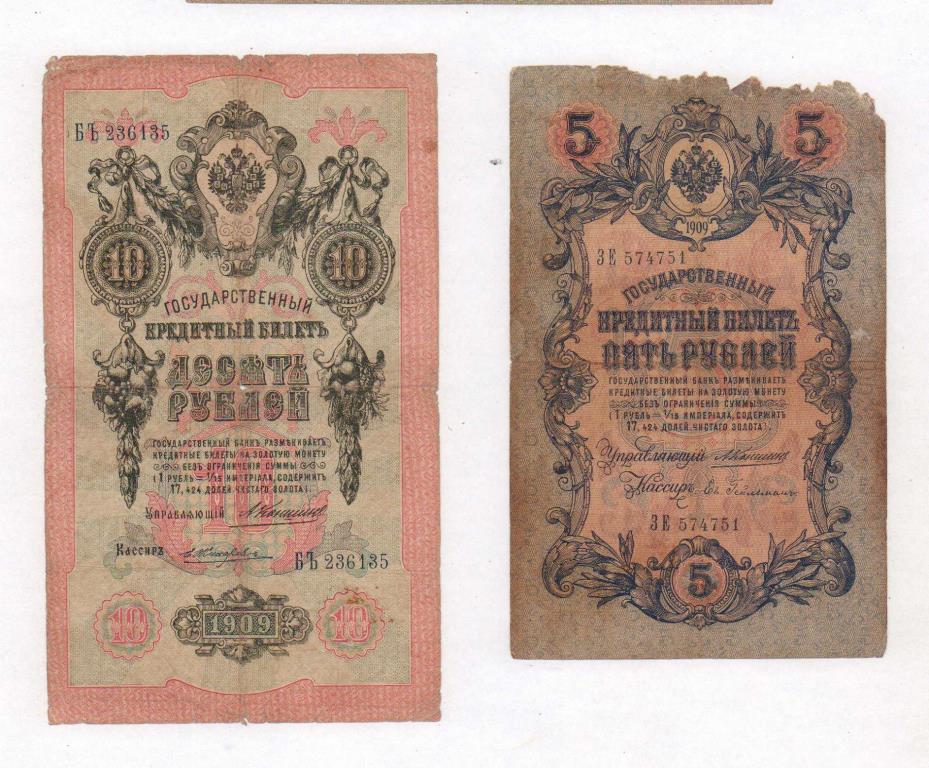 БЪ 236135
10 10
ГОСУДАРСТВЕННЫЙ
КРЕДИТНЫЙ БИЛЕТЪ
ДЕСЯТЬ
РУБЛЕЙ
ГОСУДАРСТВЕННЫЙ БАНКЪ РАЗМѢНИВАЕТЪ
КРЕДИТНЫЕ БИЛЕТЫ НА ЗОЛОТУЮ МОНЕТУ
БЕЗЪ ОГРАНИЧЕНІЯ СУММЫ
(1 РУБЛЬ = 1/15 ИМПЕРІАЛА, СОДЕРЖИТЪ
17,424 ДОЛЕЙ ЧИСТАГО ЗОЛОТА).
10
УПРАВЛЯЮЩІЙ
КАССИРЪ
БЪ 236135
10 1909 10
5 5
1909
ЗЕ 574751
ГОСУДАРСТВЕННЫЙ
КРЕДИТНЫЙ БИЛЕТЪ
ПЯТЬ РУБЛЕЙ
ГОСУДАРСТВЕННЫЙ БАНКЪ РАЗМѢНИВАЕТЪ
КРЕДИТНЫЕ БИЛЕТЫ НА ЗОЛОТУЮ МОНЕТУ
БЕЗЪ ОГРАНИЧЕНІЯ СУММЫ
(1 РУБЛЬ = 1/15 ИМПЕРІАЛА, СОДЕРЖИТЪ
17,424 ДОЛЕЙ ЧИСТАГО ЗОЛОТА).
Управляющій
Кассиръ
ЗЕ 574751
5